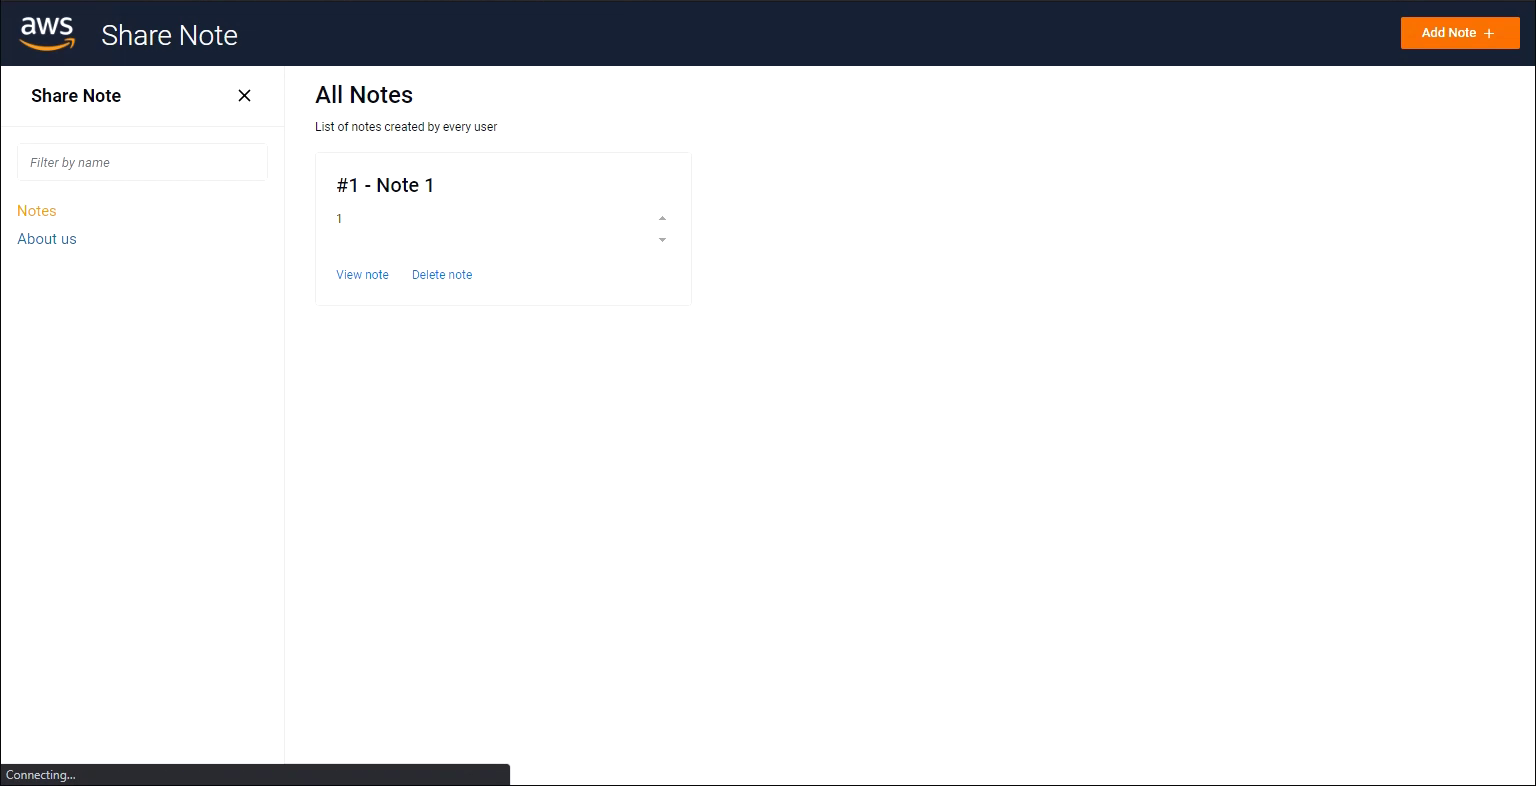 aws
Share Note
Add Note +
Share Note
Filter by name
Notes
About us
All Notes
List of notes created by every user
#1 - Note 1
1
View note
Delete note
Connecting...